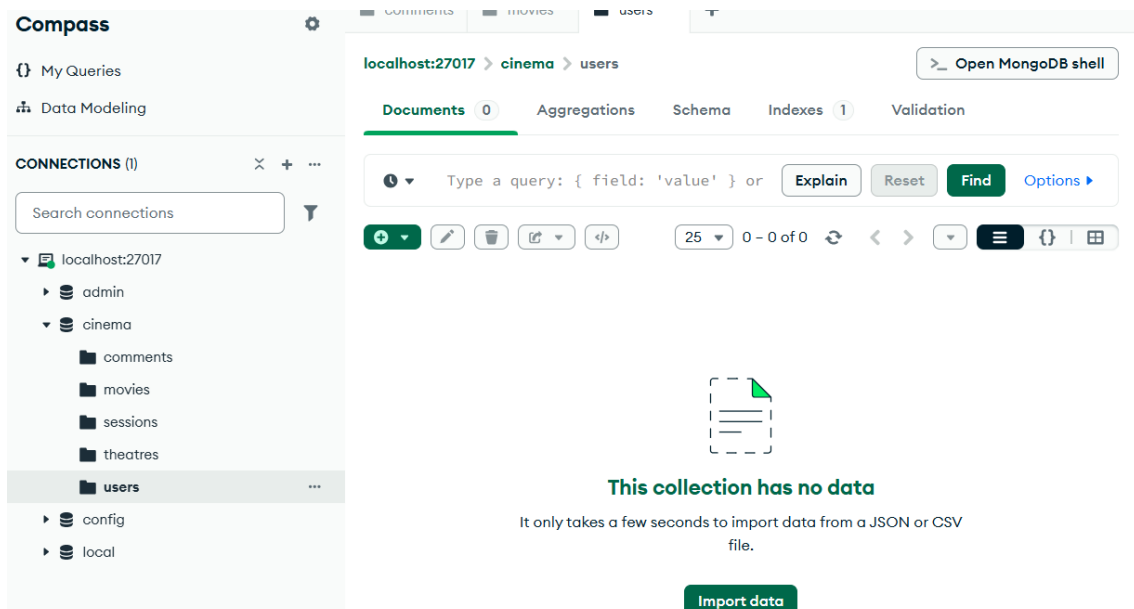 Compass
{} My Queries
Data Modeling
CONNECTIONS (1)
Search connections
localhost:27017
admin
cinema
comments
movies
sessions
theatres
users
config
local
comments movies users
localhost:27017 > cinema > users
>_ Open MongoDB shell
Documents 0 Aggregations Schema Indexes 1 Validation
Type a query: { field: 'value' } or Explain Reset Find Options
25 0 – 0 of 0 {}
This collection has no data
It only takes a few seconds to import data from a JSON or CSV
file.
Import data